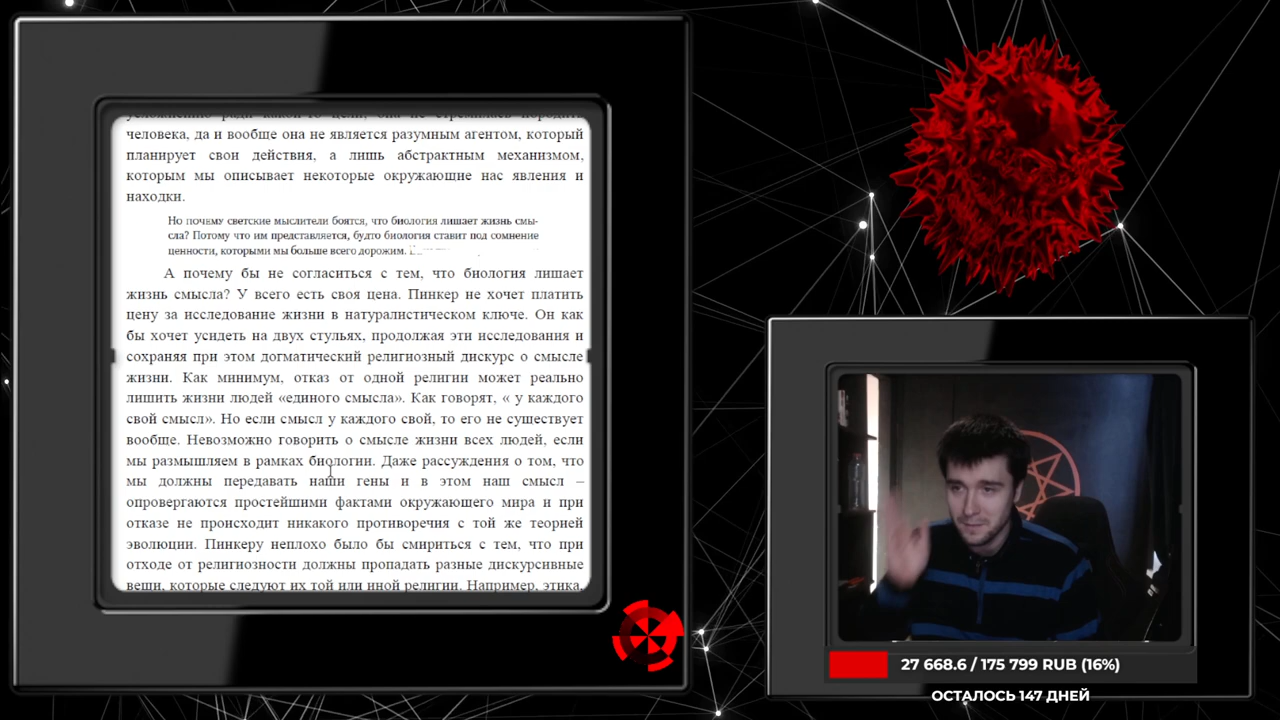 человека, да и вообще она не является разумным агентом, который
планирует свои действия, а лишь абстрактным механизмом,
которым мы описывает некоторые окружающие нас явления и
находки.
Но почему светские мыслители боятся, что биология лишает жизнь смы-
сла? Потому что им представляется, будто биология ставит под сомнение
ценности, которыми мы больше всего дорожим.
А почему бы не согласиться с тем, что биология лишает
жизнь смысла? У всего есть своя цена. Пинкер не хочет платить
цену за исследование жизни в натуралистическом ключе. Он как
бы хочет усидеть на двух стульях, продолжая эти исследования и
сохраняя при этом догматический религиозный дискурс о смысле
жизни. Как минимум, отказ от одной религии может реально
лишить жизни людей «единого смысла». Как говорят, « у каждого
свой смысл». Но если смысл у каждого свой, то его не существует
вообще. Невозможно говорить о смысле жизни всех людей, если
мы размышляем в рамках биологии. Даже рассуждения о том, что
мы должны передавать наши гены и в этом наш смысл –
опровергаются простейшими фактами окружающего мира и при
отказе не происходит никакого противоречия с той же теорией
эволюции. Пинкеру неплохо было бы смириться с тем, что при
отходе от религиозности должны пропадать разные дискурсивные
вещи, которые следуют их той или иной религии. Например, этика,
27 668.6 / 175 799 RUB (16%)
ОСТАЛОСЬ 147 ДНЕЙ